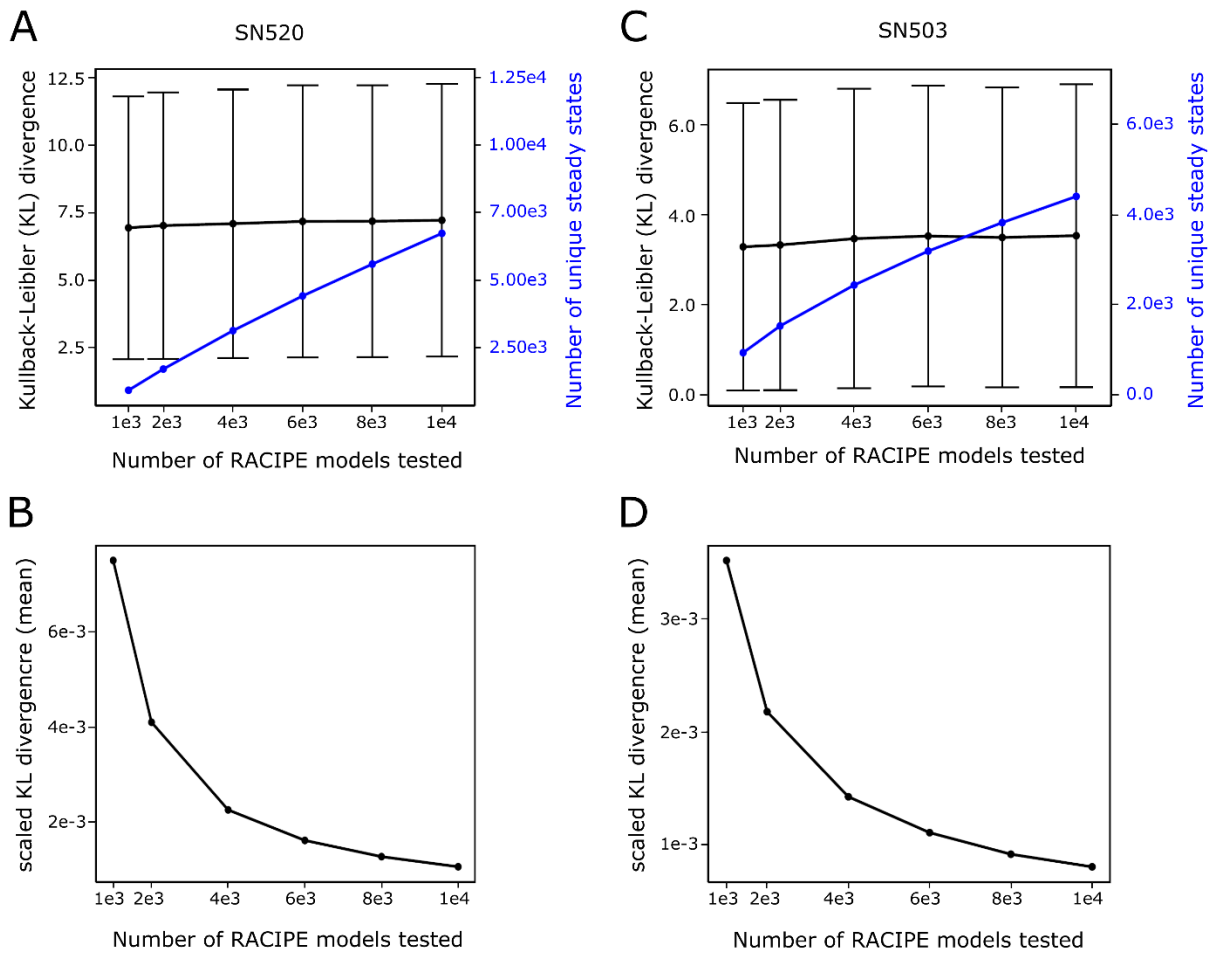 A
SN520
Kullback-Leibler (KL) divergence
12.5
10.0
7.5
5.0
2.5
1.25e4
1.00e4
7.00e3
5.00e3
2.50e3
Number of unique steady states
1e3 2e3 4e3 6e3 8e3 1e4
Number of RACIPE models tested
C
SN503
Kullback-Leibler (KL) divergence
6.0
4.0
2.0
0.0
6.0e3
4.0e3
2.0e3
0.0
Number of unique steady states
1e3 2e3 4e3 6e3 8e3 1e4
Number of RACIPE models tested
B
scaled KL divergencre (mean)
6e-3
4e-3
2e-3
1e3 2e3 4e3 6e3 8e3 1e4
Number of RACIPE models tested
D
scaled KL divergencre (mean)
3e-3
2e-3
1e-3
1e3 2e3 4e3 6e3 8e3 1e4
Number of RACIPE models tested